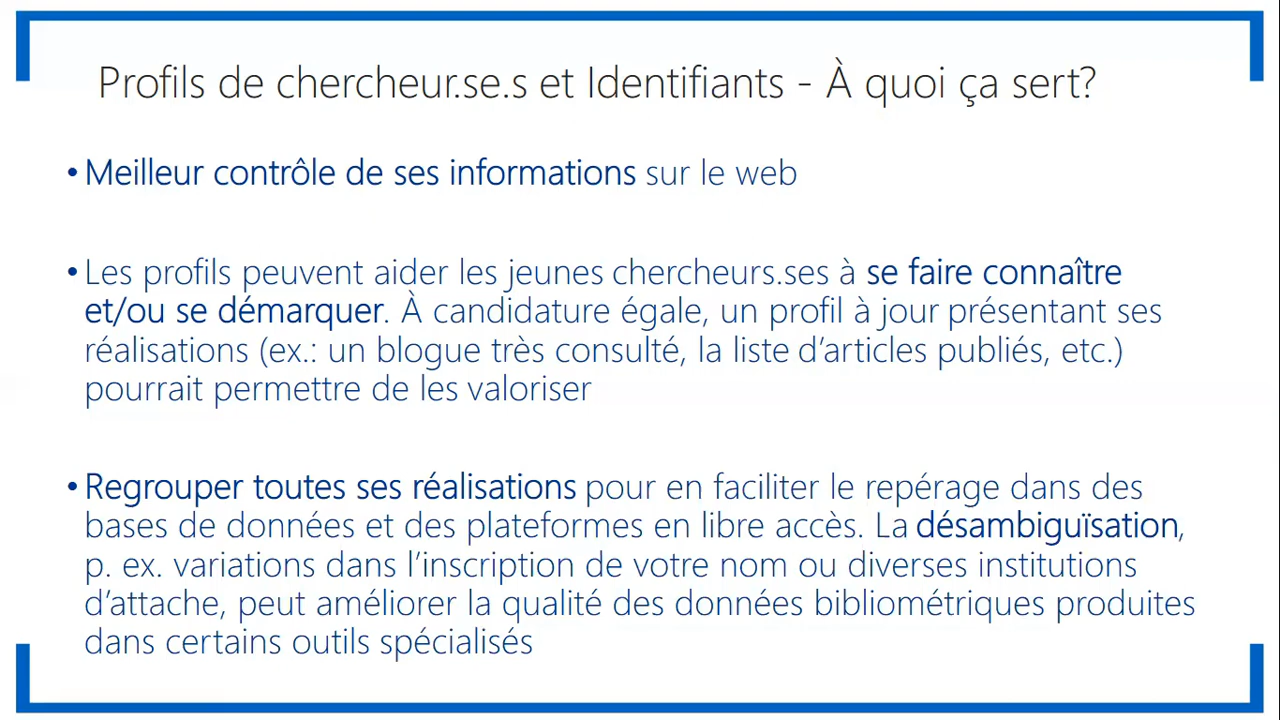 Profils de chercheur.se.s et Identifiants - À quoi ça sert?
• Meilleur contrôle de ses informations sur le web
• Les profils peuvent aider les jeunes chercheurs.ses à se faire connaître
et/ou se démarquer. À candidature égale, un profil à jour présentant ses
réalisations (ex.: un blogue très consulté, la liste d’articles publiés, etc.)
pourrait permettre de les valoriser
• Regrouper toutes ses réalisations pour en faciliter le repérage dans des
bases de données et des plateformes en libre accès. La désambiguïsation,
p. ex. variations dans l’inscription de votre nom ou diverses institutions
d’attache, peut améliorer la qualité des données bibliométriques produites
dans certains outils spécialisés